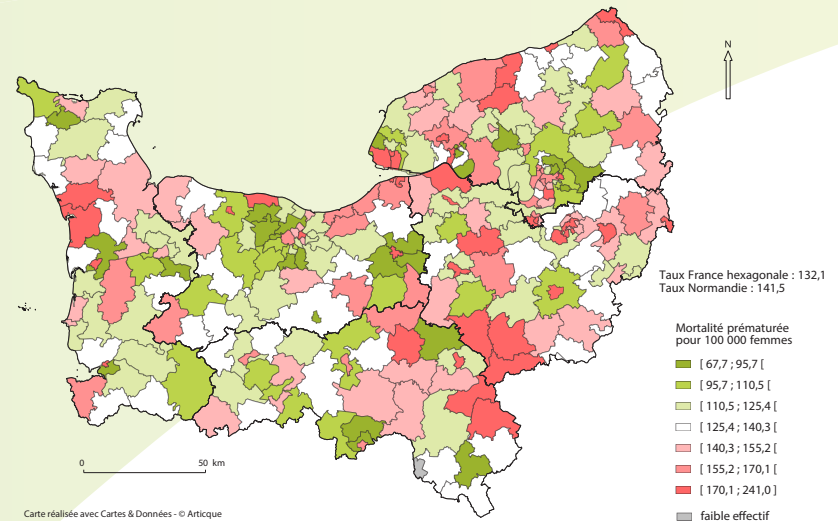 N
Taux France hexagonale : 132,1
Taux Normandie : 141,5
Mortalité prématurée
pour 100 000 femmes
[ 67,7 ; 95,7 [
[ 95,7 ; 110,5 [
[ 110,5 ; 125,4 [
[ 125,4 ; 140,3 [
[ 140,3 ; 155,2 [
[ 155,2 ; 170,1 [
[ 170,1 ; 241,0 ]
faible effectif
0 50 km
Carte réalisée avec Cartes & Données - © Articque